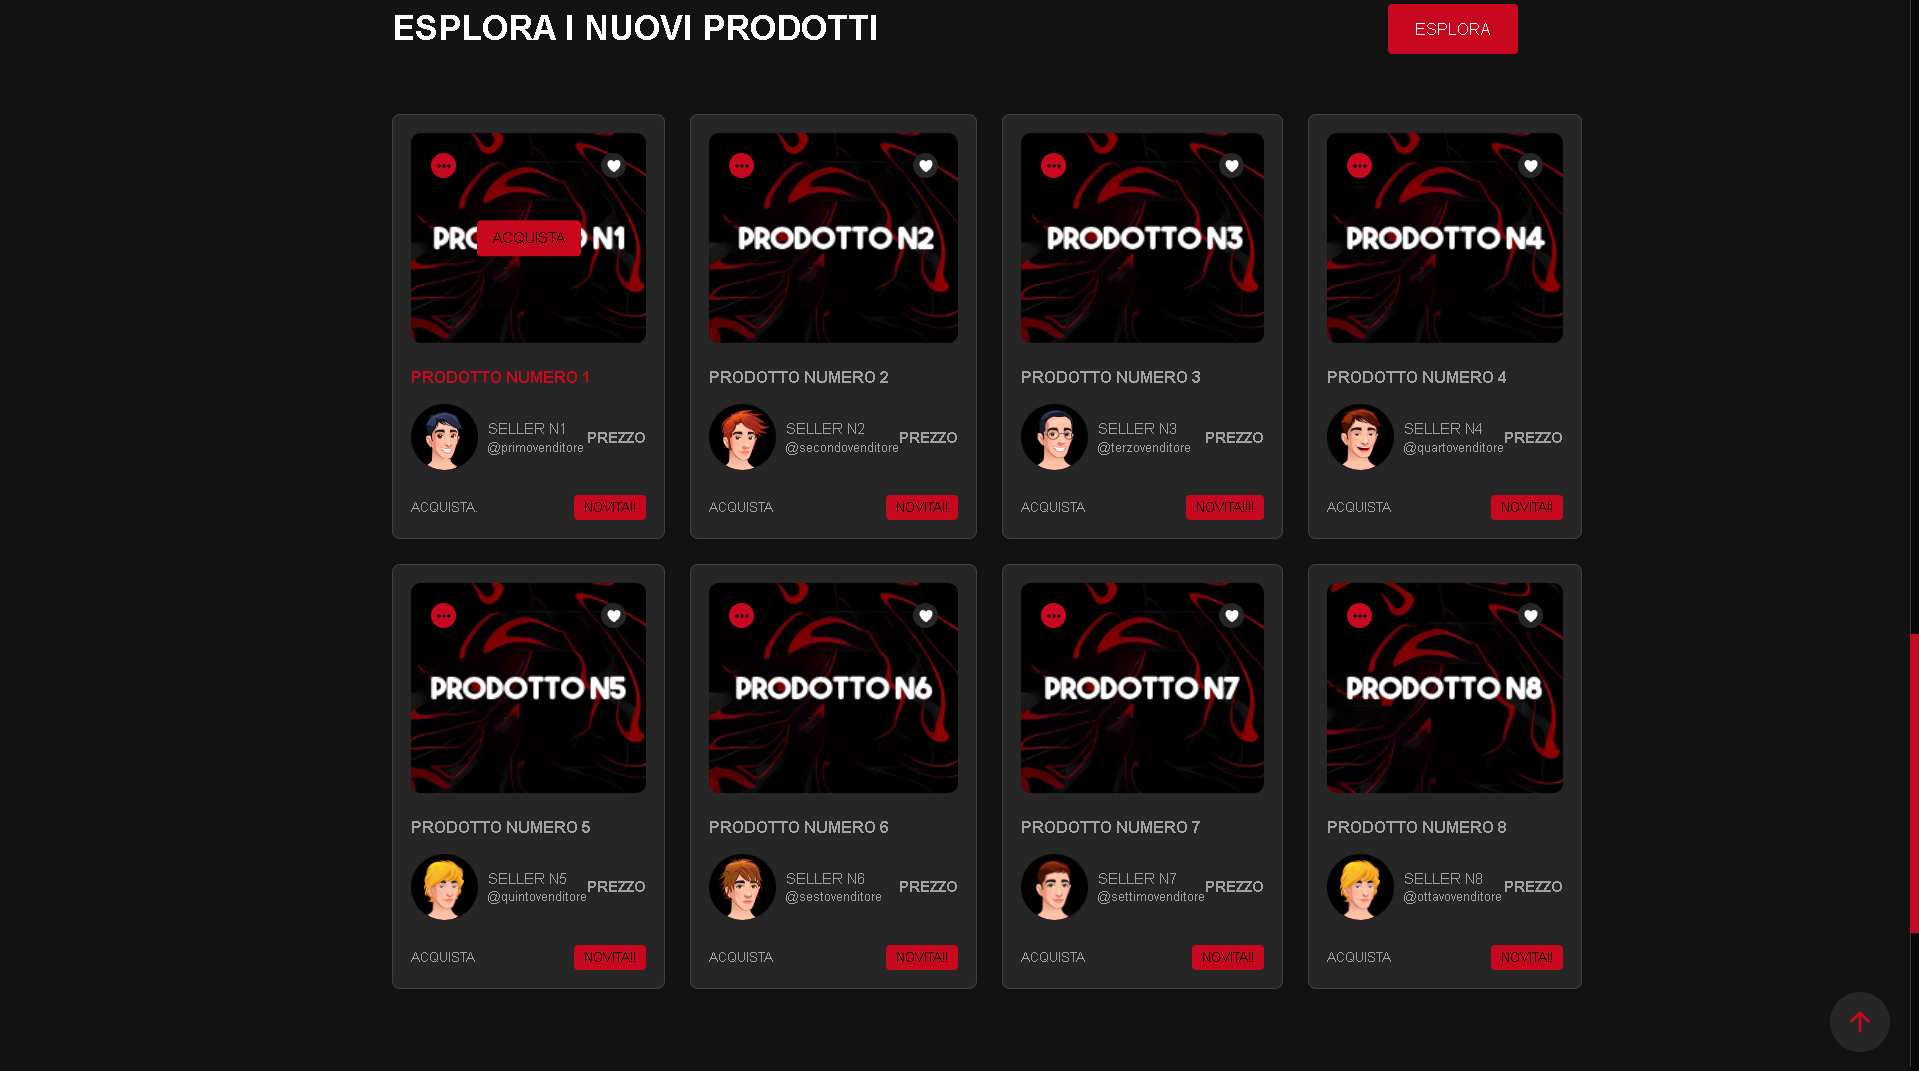 ESPLORA I NUOVI PRODOTTI
ESPLORA
ACQUISTA
N1
PRODOTTO N2
PRODOTTO N3
PRODOTTO N4
PRODOTTO NUMERO 1
PRODOTTO NUMERO 2
PRODOTTO NUMERO 3
PRODOTTO NUMERO 4
SELLER N1
@primovenditore
PREZZO
SELLER N2
@secondovenditore
PREZZO
SELLER N3
@terzovenditore
PREZZO
SELLER N4
@quartovenditore
PREZZO
ACQUISTA.
NOVITA!!
ACQUISTA
NOVITA!!
ACQUISTA
NOVITA!!!!
ACQUISTA
NOVITA!!
PRODOTTO N5
PRODOTTO N6
PRODOTTO N7
PRODOTTO N8
PRODOTTO NUMERO 5
PRODOTTO NUMERO 6
PRODOTTO NUMERO 7
PRODOTTO NUMERO 8
SELLER N5
@quintovenditore
PREZZO
SELLER N6
@sestovenditore
PREZZO
SELLER N7
@settimovenditore
PREZZO
SELLER N8
@ottavovenditore
PREZZO
ACQUISTA
NOVITA!!
ACQUISTA
NOVITA!!
ACQUISTA
NOVITA!!
ACQUISTA
NOVITA!!